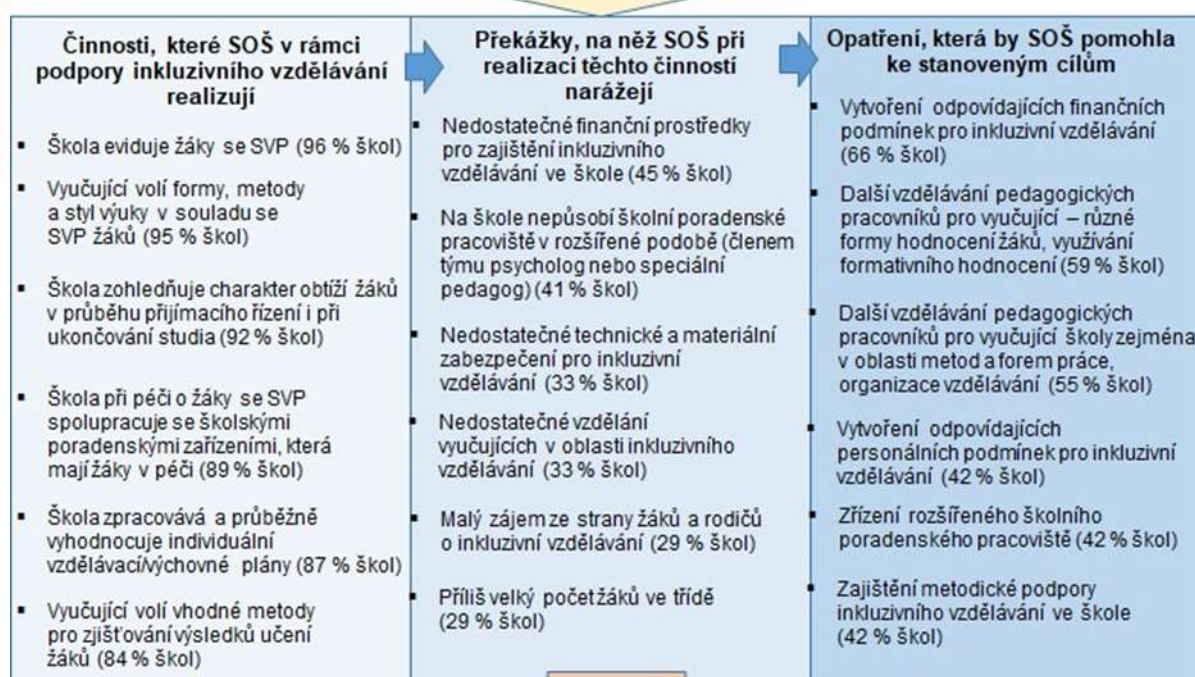 Činnosti, které SOŠ v rámci
podpory inkluzivního vzdělávání
realizují
▪ Škola eviduje žáky se SVP (96 % škol)
▪ Vyučující volí formy, metody
a styl výuky v souladu se
SVP žáků (95 % škol)
▪ Škola zohledňuje charakter obtíží žáků
v průběhu přijímacího řízení i při
ukončování studia (92 % škol)
▪ Škola při péči o žáky se SVP
spolupracuje se školskými
poradenskými zařízeními, která
mají žáky v péči (89 % škol)
▪ Škola zpracovává a průběžně
vyhodnocuje individuální
vzdělávací/výchovné plány (87 % škol)
▪ Vyučující volí vhodné metody
pro zjišťování výsledků učení
žáků (84 % škol)
Překážky, na něž SOŠ při
realizaci těchto činností
narážejí
▪ Nedostatečné finanční prostředky
pro zajištění inkluzivního
vzdělávání ve škole (45 % škol)
▪ Na škole nepůsobí školní poradenské
pracoviště v rozšířené podobě (členem
týmu psycholog nebo speciální
pedagog) (41 % škol)
▪ Nedostatečné technické a materiální
zabezpečení pro inkluzivní
vzdělávání (33 % škol)
▪ Nedostatečné vzdělání
vyučujících v oblasti inkluzivního
vzdělávání (33 % škol)
▪ Malý zájem ze strany žáků a rodičů
o inkluzivní vzdělávání (29 % škol)
▪ Příliš velký počet žáků ve třídě
(29 % škol)
Opatření, která by SOŠ pomohla
ke stanoveným cílům
▪ Vytvoření odpovídajících finančních
podmínek pro inkluzivní vzdělávání
(66 % škol)
▪ Další vzdělávání pedagogických
pracovníků pro vyučující – různé
formy hodnocení žáků, využívání
formativního hodnocení (59 % škol)
▪ Další vzdělávání pedagogických
pracovníků pro vyučující školy zejména
v oblasti metod a forem práce,
organizace vzdělávání (55 % škol)
▪ Vytvoření odpovídajících
personálních podmínek pro inkluzivní
vzdělávání (42 % škol)
▪ Zřízení rozšířeného školního
poradenského pracoviště (42 % škol)
▪ Zajištění metodické podpory
inkluzivního vzdělávání ve škole
(42 % škol)